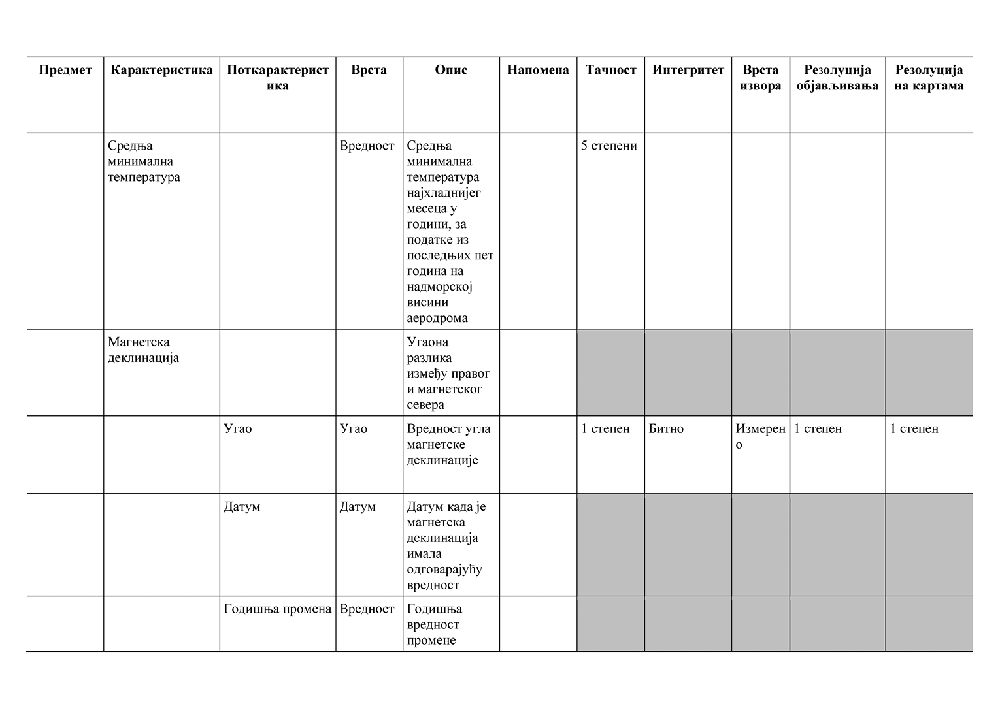 Предмет
Карактеристика
Поткарактерист
ика
Врста
Опис
Напомена
Тачност
Интегритет
Врста
извора
Резолуција
објављивања
Резолуција
на картама
Средња
минимална
температура
Вредност
Средња
минимална
температура
најхладнијег
месеца у
години, за
податке из
последњих пет
година на
надморској
висини
аеродрома
5 степени
Магнетска
деклинација
Угаона
разлика
између правог
и магнетског
севера
Угао
Угао
Вредност угла
магнетске
деклинације
1 степен
Битно
Измерен
о
1 степен
1 степен
Датум
Датум
Датум када је
магнетска
деклинација
имала
одговарајућу
вредност
Годишња промена
Вредност
Годишња
вредност
промене